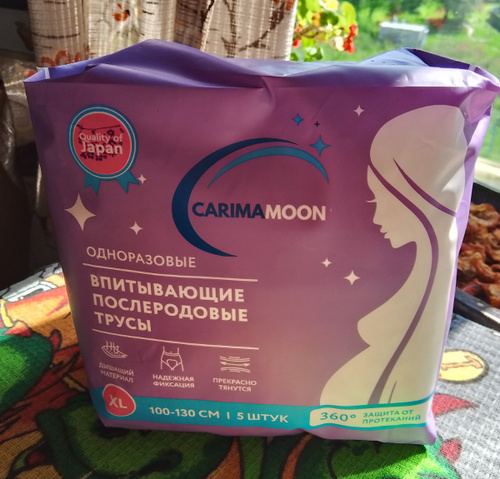 Quality of
Japan
CARIMAMOON
ОДНОРАЗОВЫЕ
ВПИТЫВАЮЩИЕ
ПОСЛЕРОДОВЫЕ
ТРУСЫ
ДЫШАЩИЙ
МАТЕРИАЛ
НАДЕЖНАЯ
ФИКСАЦИЯ
ПРЕКРАСНО
ТЯНУТСЯ
XL
100-130 СМ | 5 ШТУК
360° ЗАЩИТА ОТ
ПРОТЕКАНИЙ